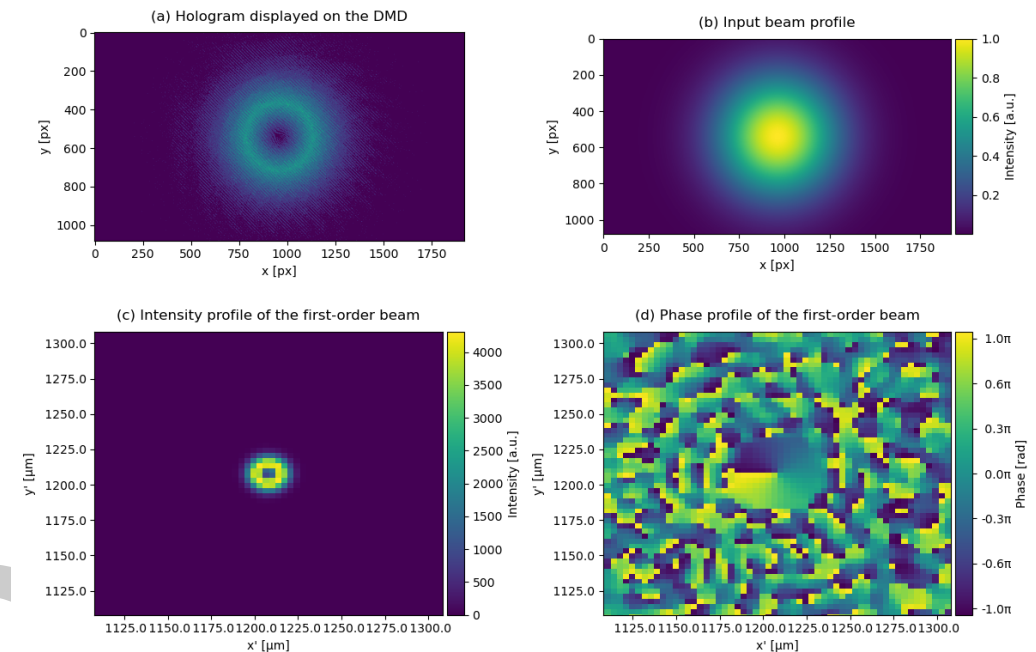 (a) Hologram displayed on the DMD
0
200
400
600
800
1000
y [px]
0 250 500 750 1000 1250 1500 1750
x [px]
(b) Input beam profile
0
200
400
600
800
1000
y [px]
0 250 500 750 1000 1250 1500 1750
x [px]
1.0
0.8
0.6
0.4
0.2
Intensity [a.u.]
(c) Intensity profile of the first-order beam
1300.0
1275.0
1250.0
1225.0
1200.0
1175.0
1150.0
1125.0
y' [µm]
1125.0 1150.0 1175.0 1200.0 1225.0 1250.0 1275.0 1300.0
x' [µm]
4000
3500
3000
2500
2000
1500
1000
500
0
Intensity [a.u.]
(d) Phase profile of the first-order beam
1300.0
1275.0
1250.0
1225.0
1200.0
1175.0
1150.0
1125.0
y' [µm]
1125.0 1150.0 1175.0 1200.0 1225.0 1250.0 1275.0 1300.0
x' [µm]
1.0π
0.6π
0.3π
0.0π
-0.3π
-0.6π
-1.0π
Phase [rad]